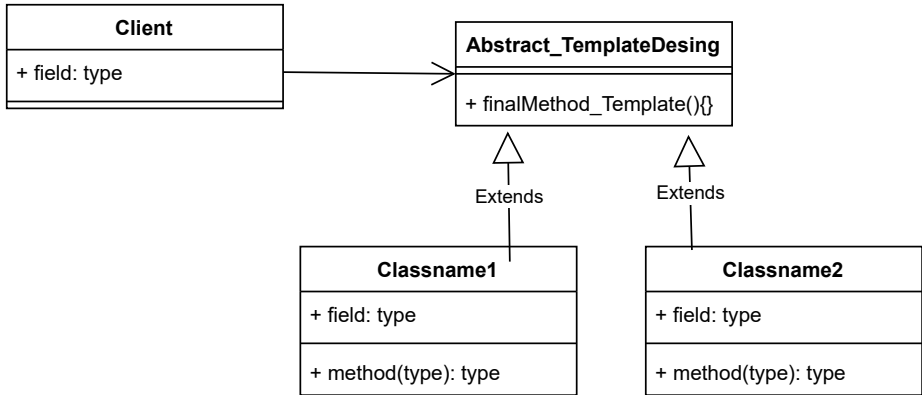 Client
+ field: type
Abstract_TemplateDesing
+ finalMethod_Template(){}
Extends
Extends
Classname1
+ field: type
+ method(type): type
Classname2
+ field: type
+ method(type): type